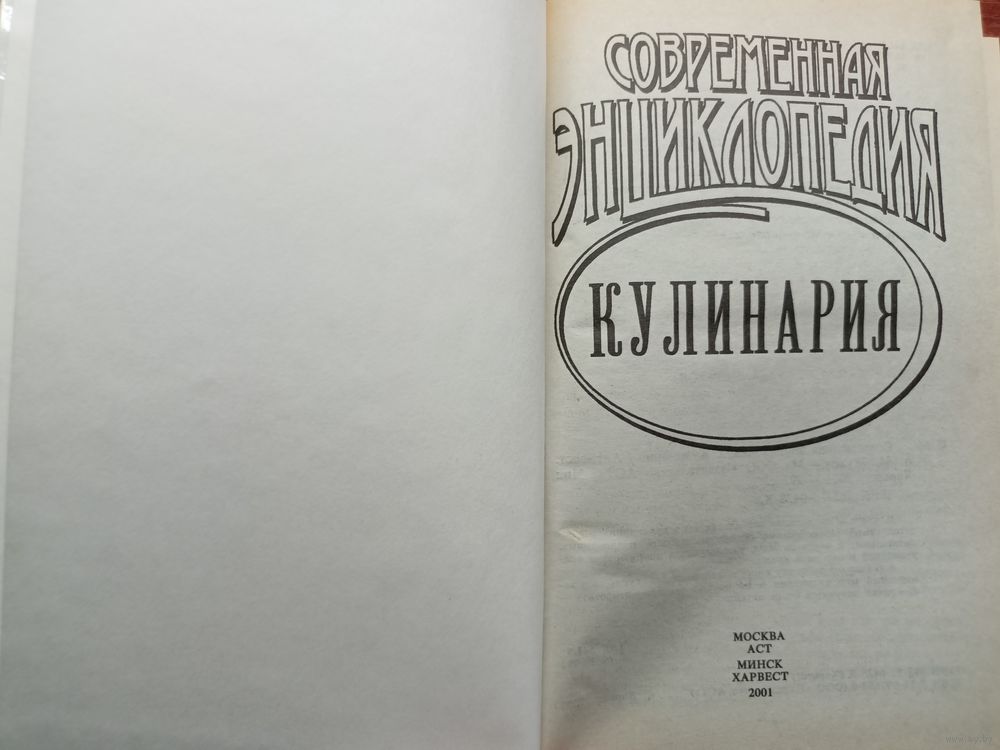 СОВРЕМЕННАЯ
ЭНЦИКЛОПЕДИЯ
КУЛИНАРИЯ
МОСКВА
АСТ
МИНСК
ХАРВЕСТ
2001